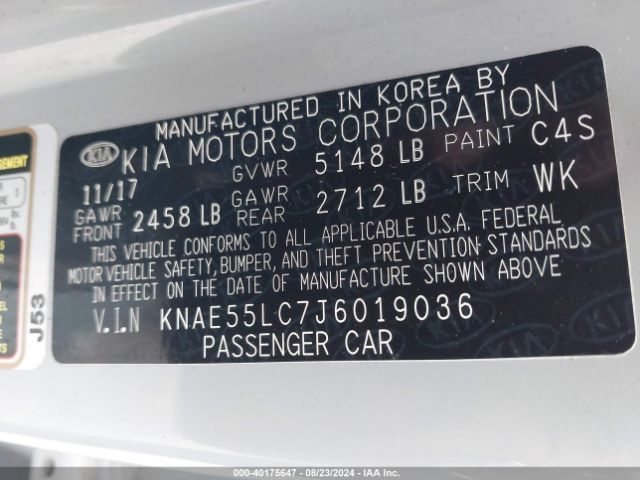 MANUFACTURED IN KOREA BY
KIA KIA MOTORS CORPORATION
11/17 GVWR 5148 LB PAINT C4S
GAWR FRONT 2458 LB GAWR REAR 2712 LB TRIM WK
THIS VEHICLE CONFORMS TO ALL APPLICABLE U.S.A. FEDERAL
MOTOR VEHICLE SAFETY, BUMPER, AND THEFT PREVENTION STANDARDS
IN EFFECT ON THE DATE OF MANUFACTURE SHOWN ABOVE
V.I.N KNAE55LC7J6019036
PASSENGER CAR
J53
000-40175647 - 08/23/2024 - IAAI.COM